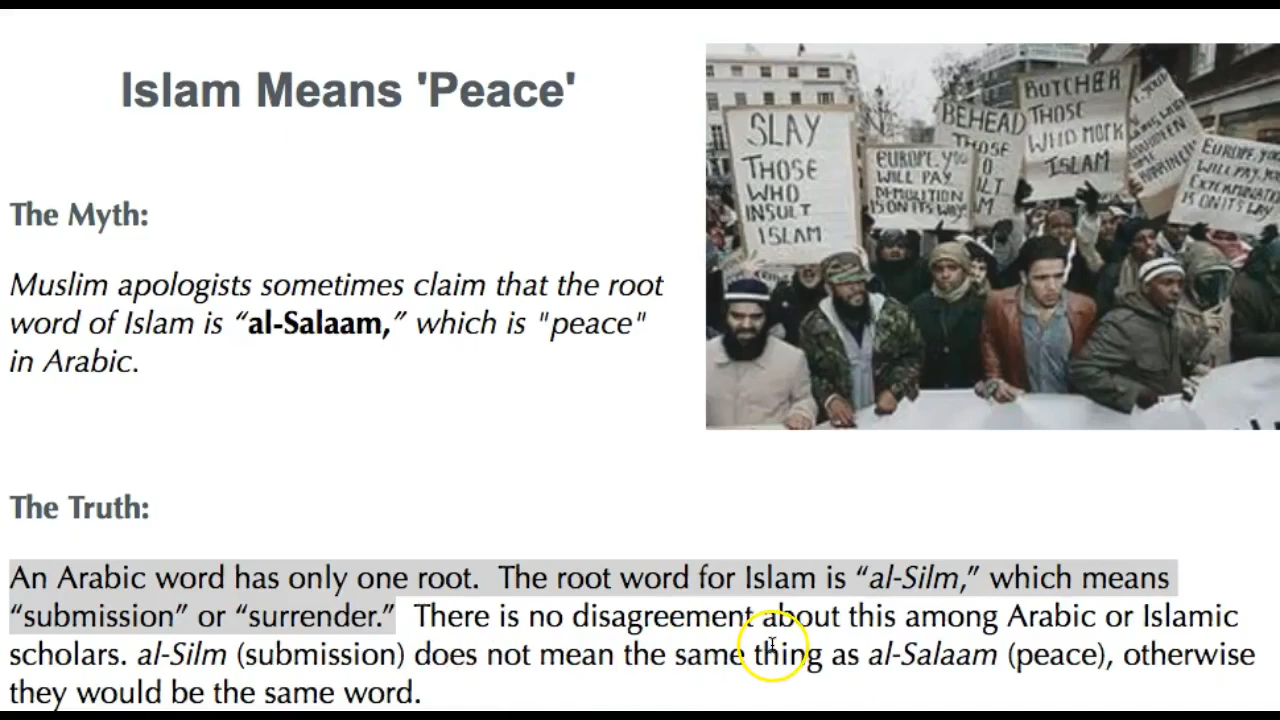 Islam Means 'Peace'
The Myth:
Muslim apologists sometimes claim that the root
word of Islam is “al-Salaam,” which is "peace"
in Arabic.
SLAY
THOSE
WHO
INSULT
ISLAM
EUROPE YOU
WILL PAY
DEMOLITION
IS ON ITS WAY
BEHEAD
THOSE
BUTCHER
THOSE
WHO MOCK
ISLAM
EUROPE YOU
WILL PAY
EXTERMINATION
IS ON ITS WAY
The Truth:
An Arabic word has only one root.  The root word for Islam is “al-Silm,” which means
“submission” or “surrender.”  There is no disagreement about this among Arabic or Islamic
scholars. al-Silm (submission) does not mean the same thing as al-Salaam (peace), otherwise
they would be the same word.